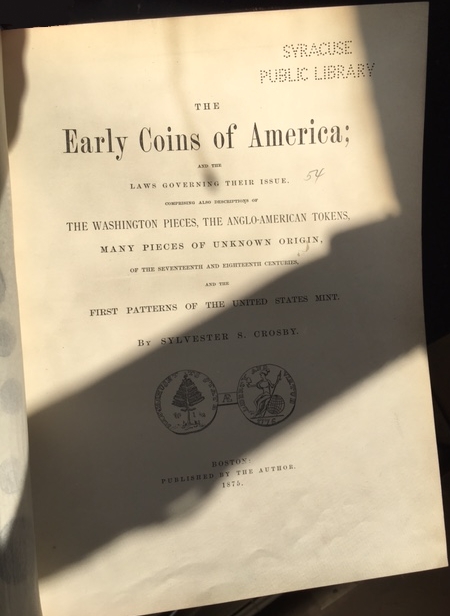 SYRACUSE
PUBLIC LIBRARY
THE
Early Coins of America;
AND THE
LAWS GOVERNING THEIR ISSUE.
54
COMPRISING ALSO DESCRIPTIONS OF
THE WASHINGTON PIECES, THE ANGLO-AMERICAN TOKENS,
MANY PIECES OF UNKNOWN ORIGIN,
OF THE SEVENTEENTH AND EIGHTEENTH CENTURIES,
AND THE
FIRST PATTERNS OF THE UNITED STATES MINT.
BY SYLVESTER S. CROSBY.
BOSTON:
PUBLISHED BY THE AUTHOR.
1875.